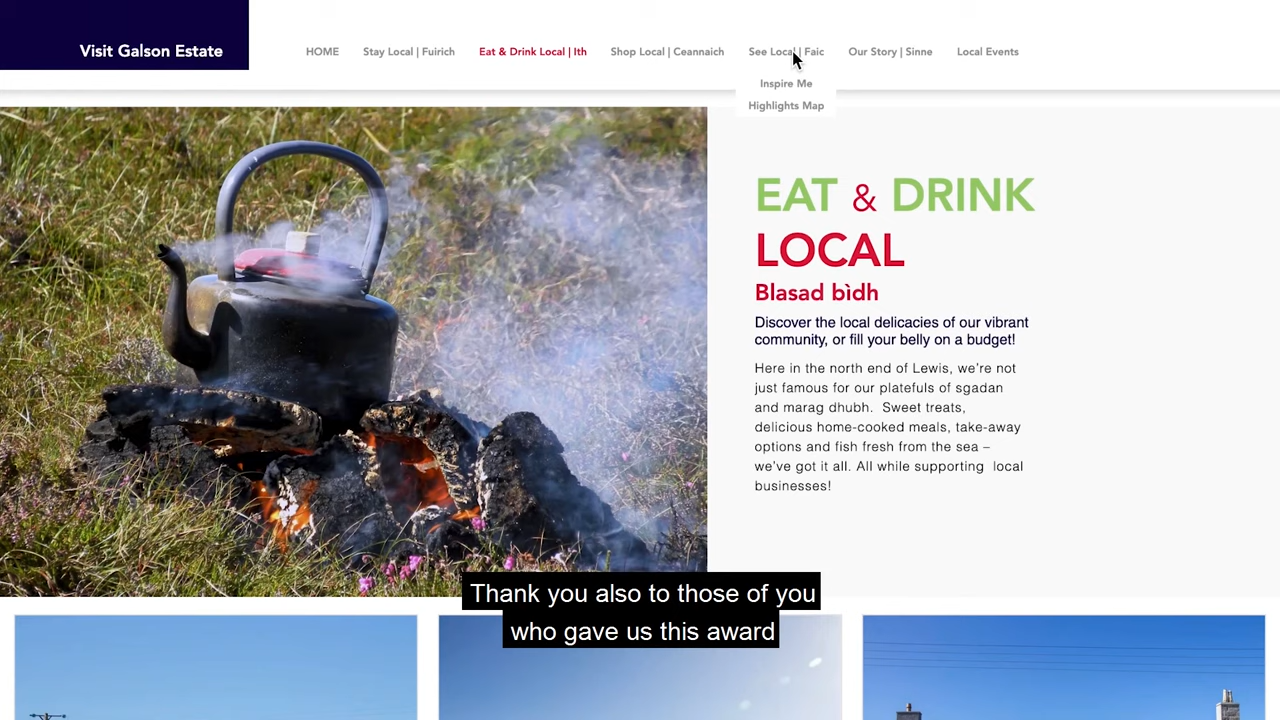 Visit Galson Estate
HOME
Stay Local | Fuirich
Eat & Drink Local | Ith
Shop Local | Ceannaich
See Local | Faic
Our Story | Sinne
Local Events
Inspire Me
Highlights Map
EAT & DRINK
LOCAL
Blasad bìdh
Discover the local delicacies of our vibrant
community, or fill your belly on a budget!
Here in the north end of Lewis, we're not
just famous for our platefuls of sgadan
and marag dhubh.  Sweet treats,
delicious home-cooked meals, take-away
options and fish fresh from the sea –
we've got it all. All while supporting  local
businesses!
Thank you also to those of you
who gave us this award